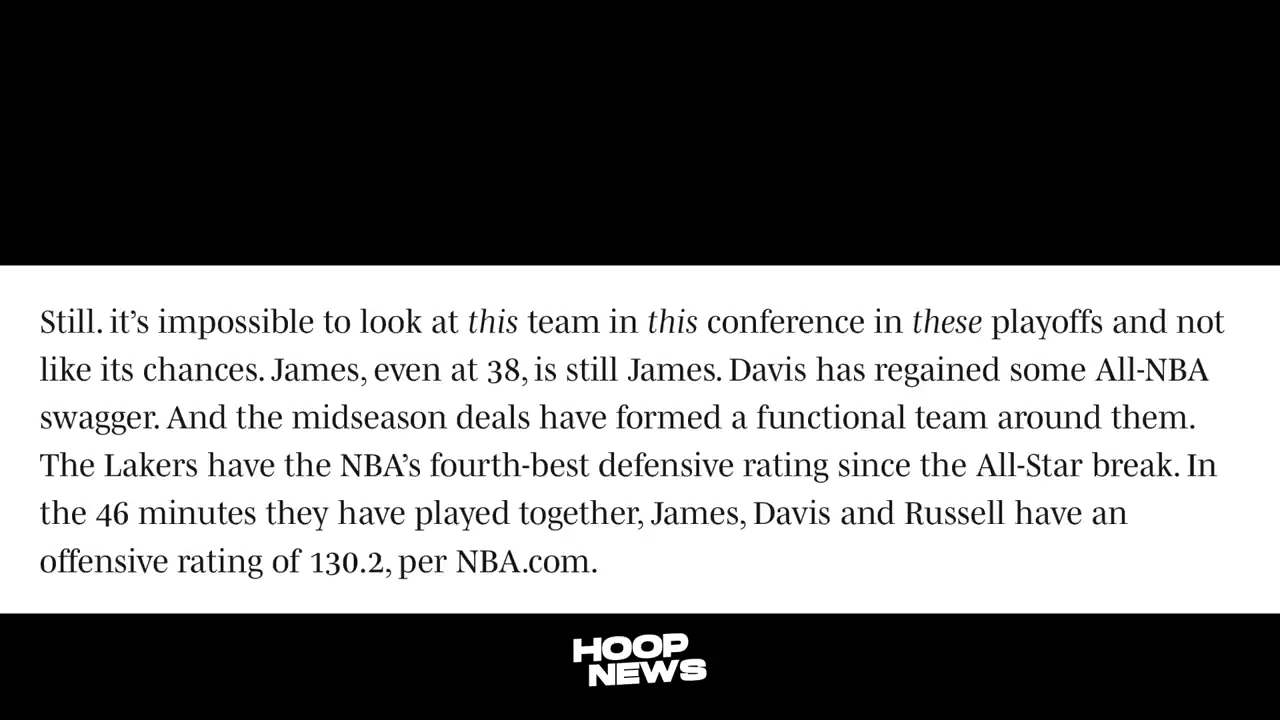 Still. it’s impossible to look at this team in this conference in these playoffs and not
like its chances. James, even at 38, is still James. Davis has regained some All-NBA
swagger. And the midseason deals have formed a functional team around them.
The Lakers have the NBA’s fourth-best defensive rating since the All-Star break. In
the 46 minutes they have played together, James, Davis and Russell have an
offensive rating of 130.2, per NBA.com.
HOOP
NEWS